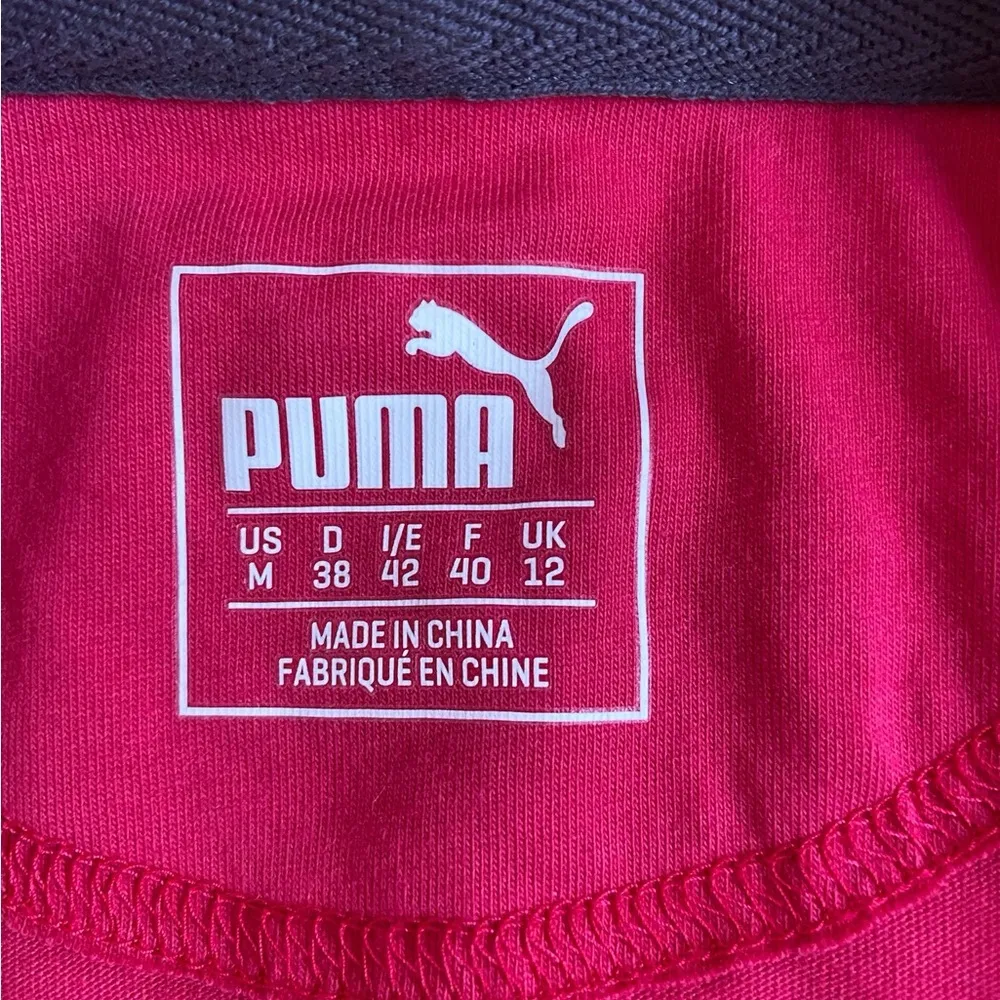 PUMA
US D I/E F UK
M 38 42 40 12
MADE IN CHINA
FABRIQUÉ EN CHINE